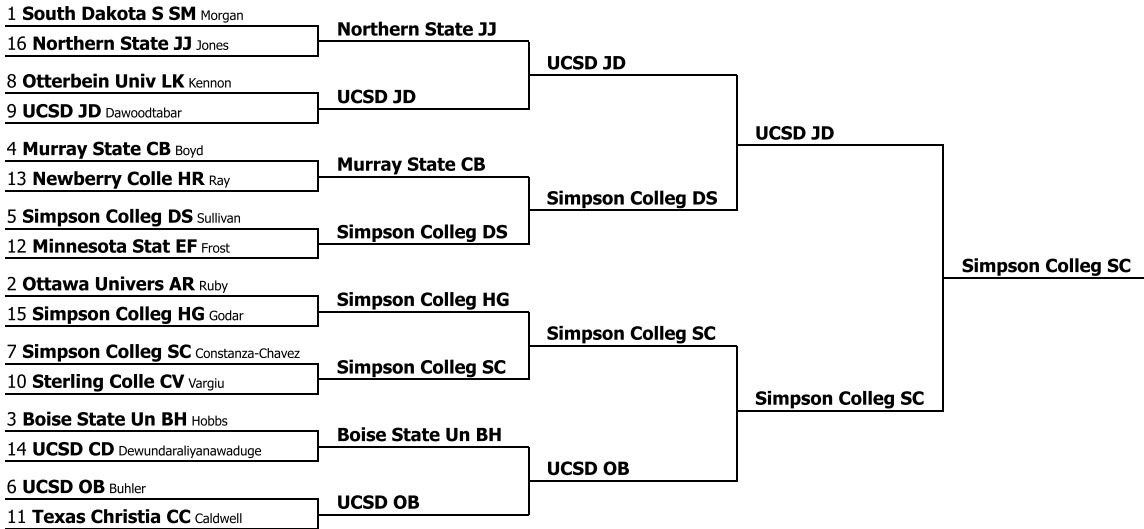 1 South Dakota S SM Morgan
Northern State JJ
16 Northern State JJ Jones
UCSD JD
8 Otterbein Univ LK Kennon
UCSD JD
9 UCSD JD Dawoodtabar
UCSD JD
4 Murray State CB Boyd
Murray State CB
13 Newberry Colle HR Ray
Simpson Colleg DS
5 Simpson Colleg DS Sullivan
Simpson Colleg DS
12 Minnesota Stat EF Frost
Simpson Colleg SC
2 Ottawa Univers AR Ruby
Simpson Colleg HG
15 Simpson Colleg HG Godar
Simpson Colleg SC
7 Simpson Colleg SC Constanza-Chavez
Simpson Colleg SC
10 Sterling Colle CV Vargiu
Simpson Colleg SC
3 Boise State Un BH Hobbs
Boise State Un BH
14 UCSD CD Dewundaraliyanawaduge
UCSD OB
6 UCSD OB Buhler
UCSD OB
11 Texas Christia CC Caldwell